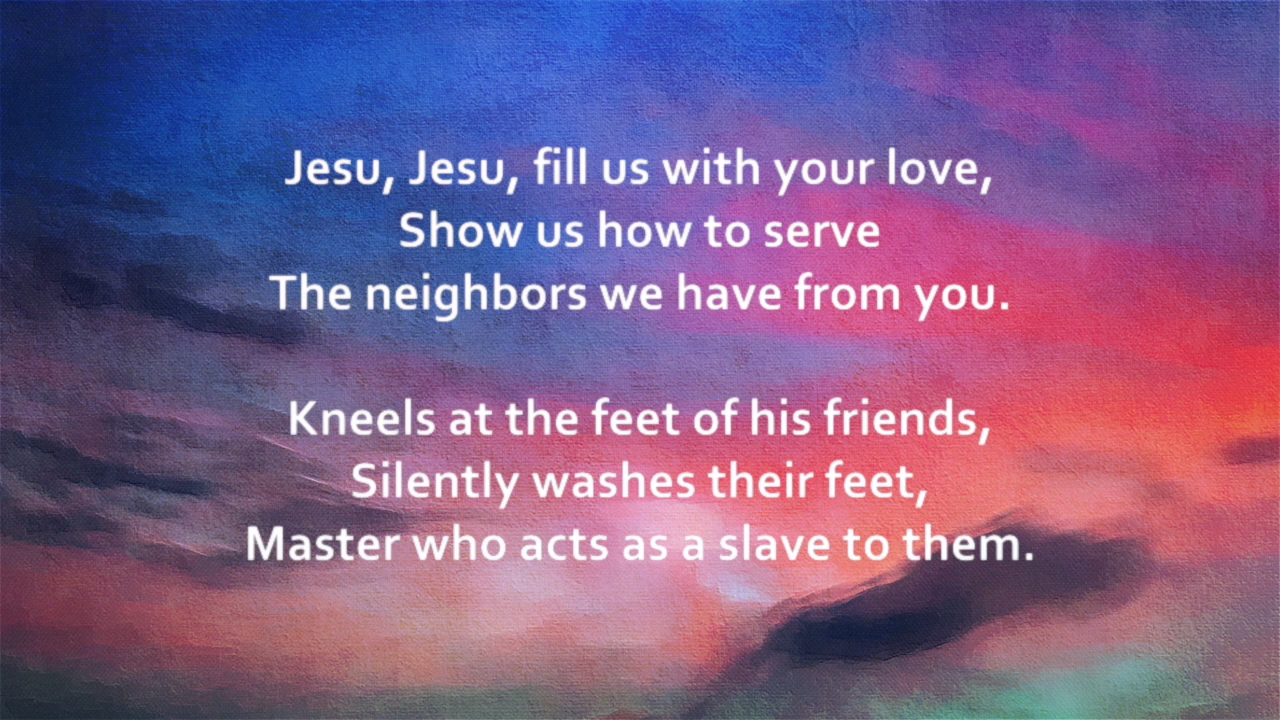 Jesu, Jesu, fill us with your love,
Show us how to serve
The neighbors we have from you.
Kneels at the feet of his friends,
Silently washes their feet,
Master who acts as a slave to them.